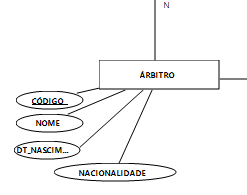 N
ÁRBITRO
CÓDIGO
NOME
DT_NASCIM...
NACIONALIDADE